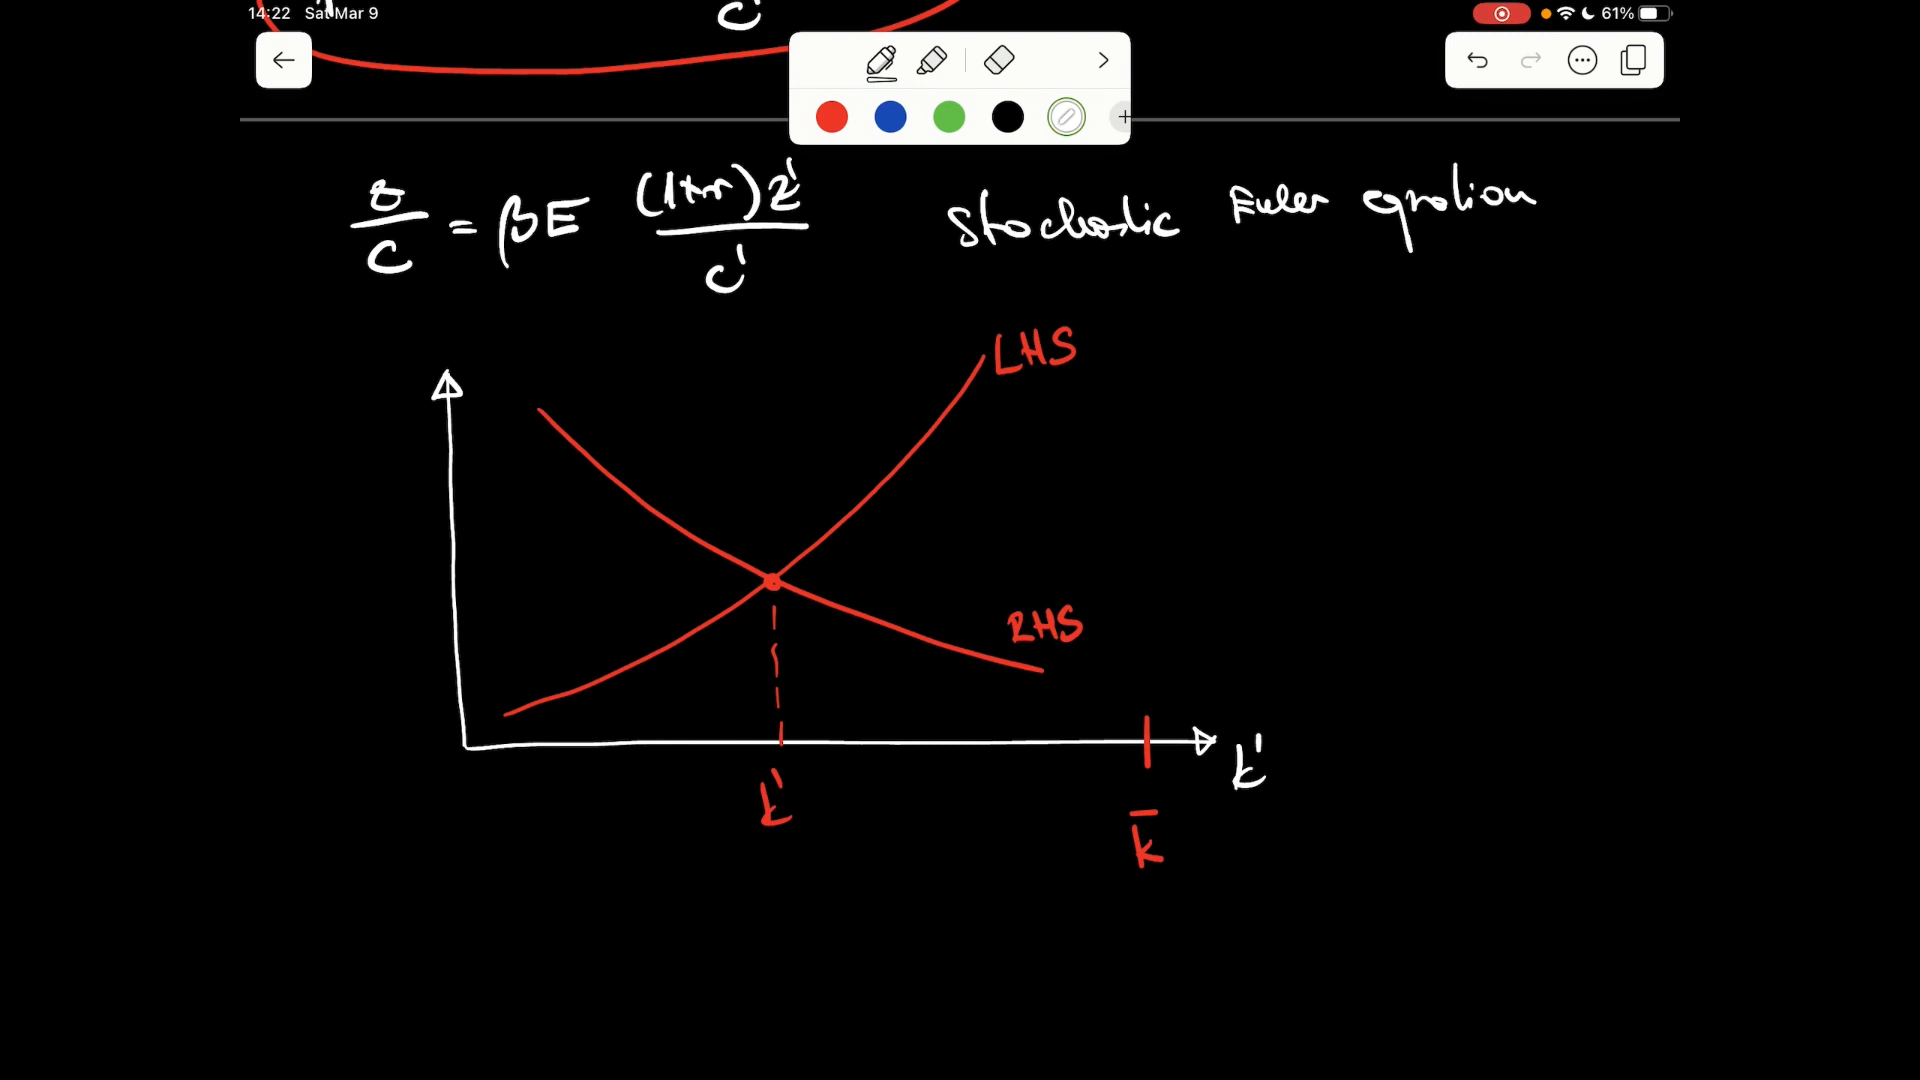 14:22 Sat Mar 9 61%
c'
z/c = βE (1+r)z'/c' Stochastic Euler equation
LHS
RHS
k'
k'
k̄